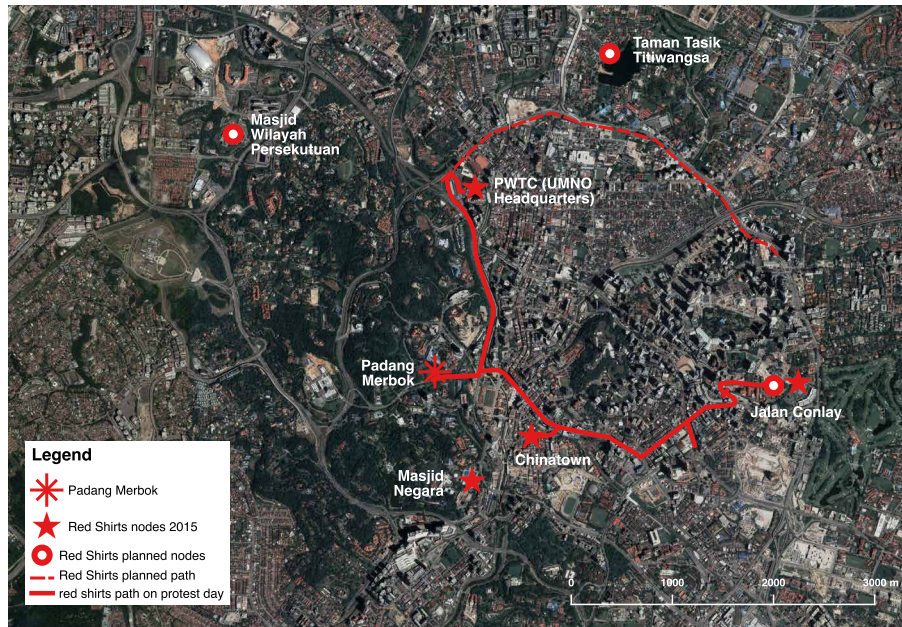 Taman Tasik
Titiwangsa
Masjid
Wilayah
Persekutuan
PWTC (UMNO
Headquarters)
Padang
Merbok
Jalan Conlay
Chinatown
Masjid
Negara
Legend
Padang Merbok
Red Shirts nodes 2015
Red Shirts planned nodes
Red Shirts planned path
red shirts path on protest day
0 1000 2000 3000 m